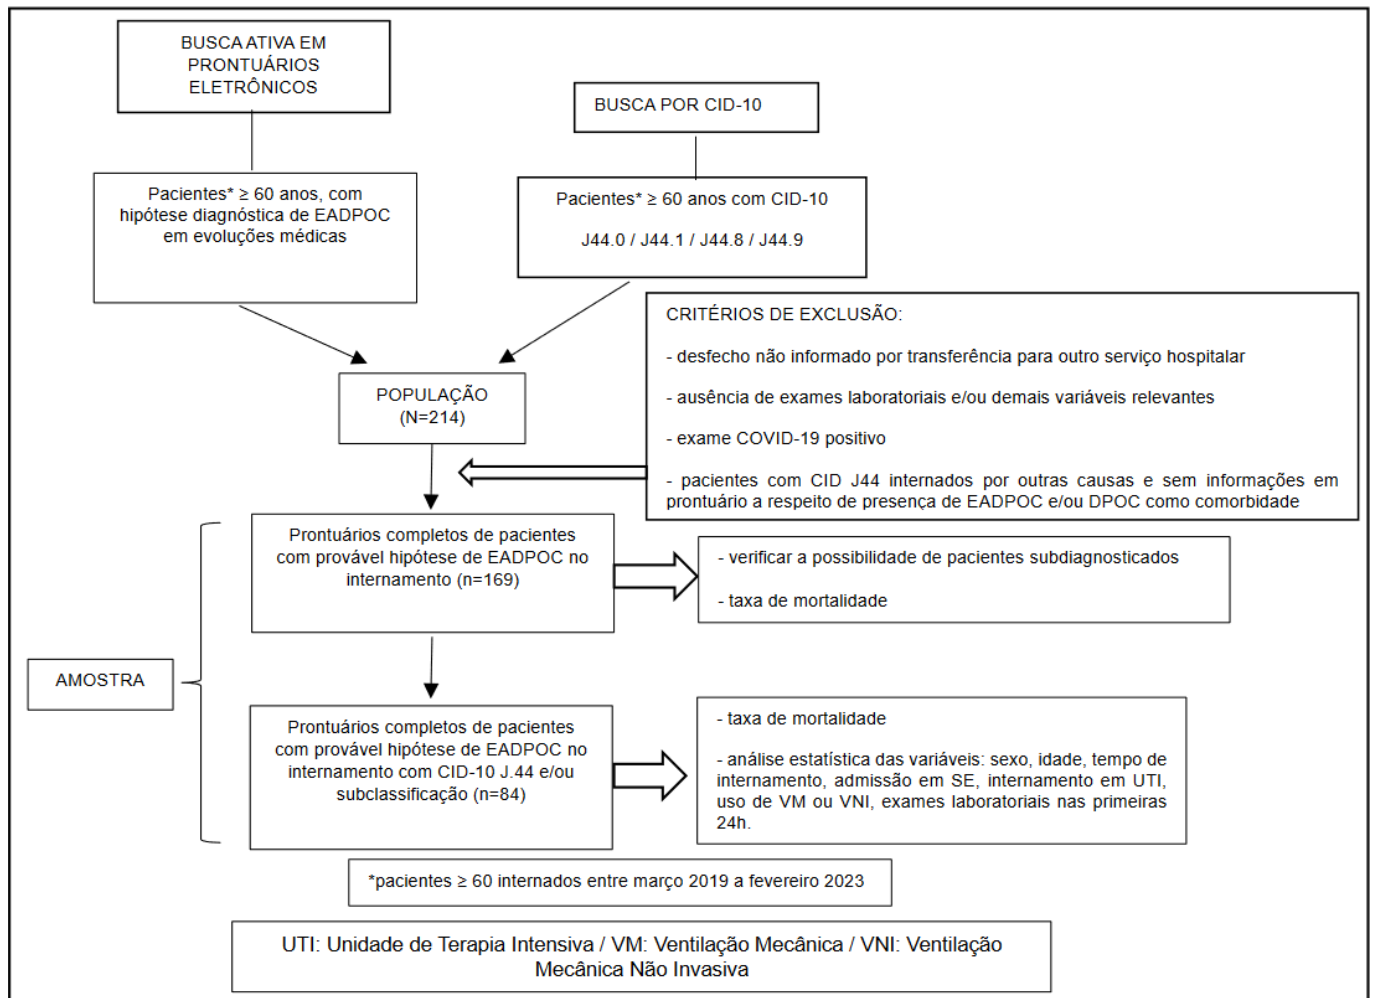 BUSCA ATIVA EM
PRONTUÁRIOS
ELETRÔNICOS
BUSCA POR CID-10
Pacientes* ≥ 60 anos, com
hipótese diagnóstica de EADPOC
em evoluções médicas
Pacientes* ≥ 60 anos com CID-10
J44.0 / J44.1 / J44.8 / J44.9
CRITÉRIOS DE EXCLUSÃO:
- desfecho não informado por transferência para outro serviço hospitalar
- ausência de exames laboratoriais e/ou demais variáveis relevantes
- exame COVID-19 positivo
- pacientes com CID J44 internados por outras causas e sem informações em
prontuário a respeito de presença de EADPOC e/ou DPOC como comorbidade
POPULAÇÃO
(N=214)
Prontuários completos de pacientes
com provável hipótese de EADPOC no
internamento (n=169)
- verificar a possibilidade de pacientes subdiagnosticados
- taxa de mortalidade
AMOSTRA
Prontuários completos de pacientes
com provável hipótese de EADPOC no
internamento com CID-10 J.44 e/ou
subclassificação (n=84)
- taxa de mortalidade
- análise estatística das variáveis: sexo, idade, tempo de
internamento, admissão em SE, internamento em UTI,
uso de VM ou VNI, exames laboratoriais nas primeiras
24h.
*pacientes ≥ 60 internados entre março 2019 a fevereiro 2023
UTI: Unidade de Terapia Intensiva / VM: Ventilação Mecânica / VNI: Ventilação
Mecânica Não Invasiva